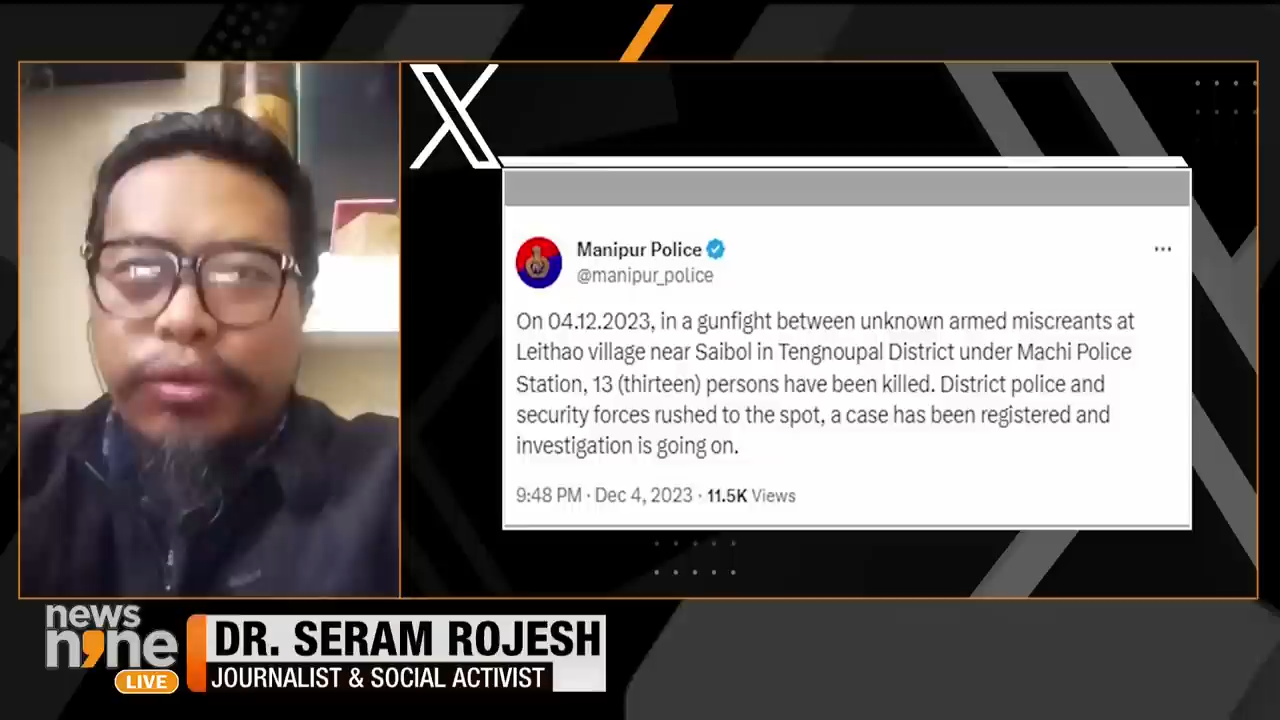 X
Manipur Police
@manipur_police
On 04.12.2023, in a gunfight between unknown armed miscreants at
Leithao village near Saibol in Tengnoupal District under Machi Police
Station, 13 (thirteen) persons have been killed. District police and
security forces rushed to the spot, a case has been registered and
investigation is going on.
9:48 PM · Dec 4, 2023 · 11.5K Views
news
n9ne
LIVE
DR. SERAM ROJESH
JOURNALIST & SOCIAL ACTIVIST